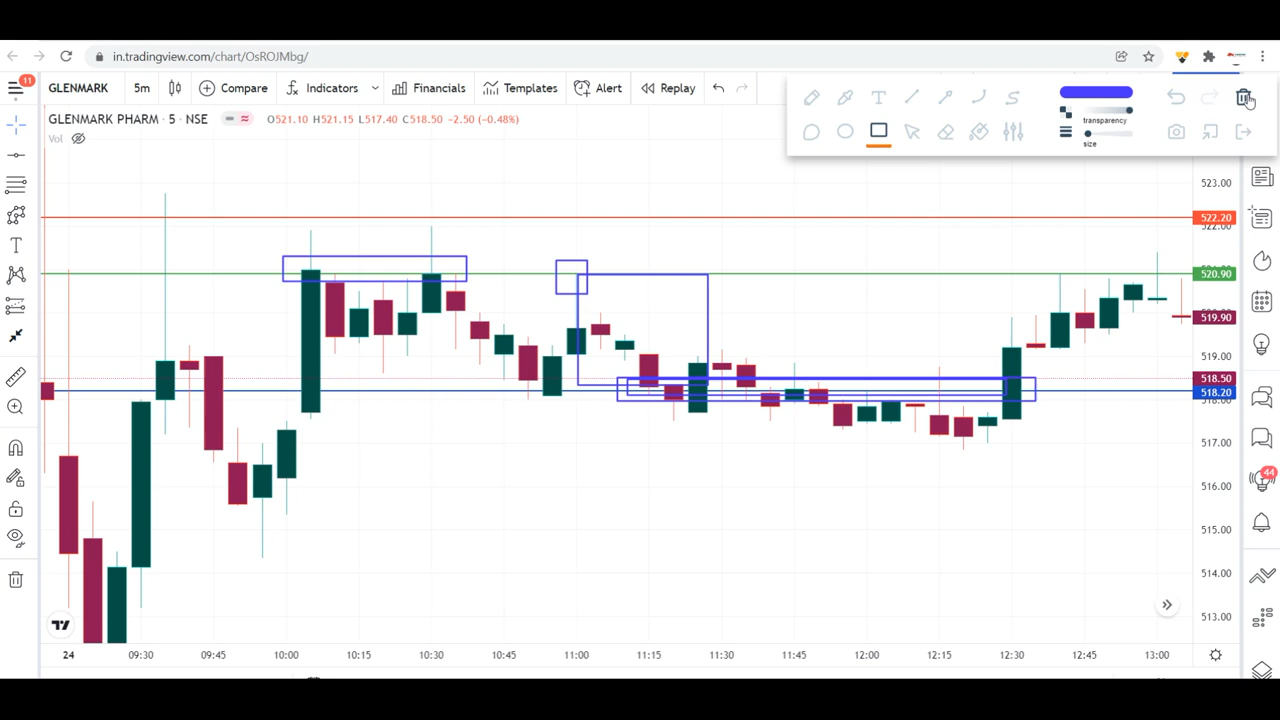 in.tradingview.com/chart/OsROJMbg/
11
GLENMARK 5m Compare Indicators Financials Templates Alert Replay
transparency
size
GLENMARK PHARM · 5 · NSE O521.10 H521.15 L517.40 C518.50 -2.50 (-0.48%)
Vol
523.00
522.20
522.00
520.90
519.90
519.00
518.50
518.20
517.00
516.00
44
515.00
514.00
513.00
24 09:30 09:45 10:00 10:15 10:30 10:45 11:00 11:15 11:30 11:45 12:00 12:15 12:30 12:45 13:00